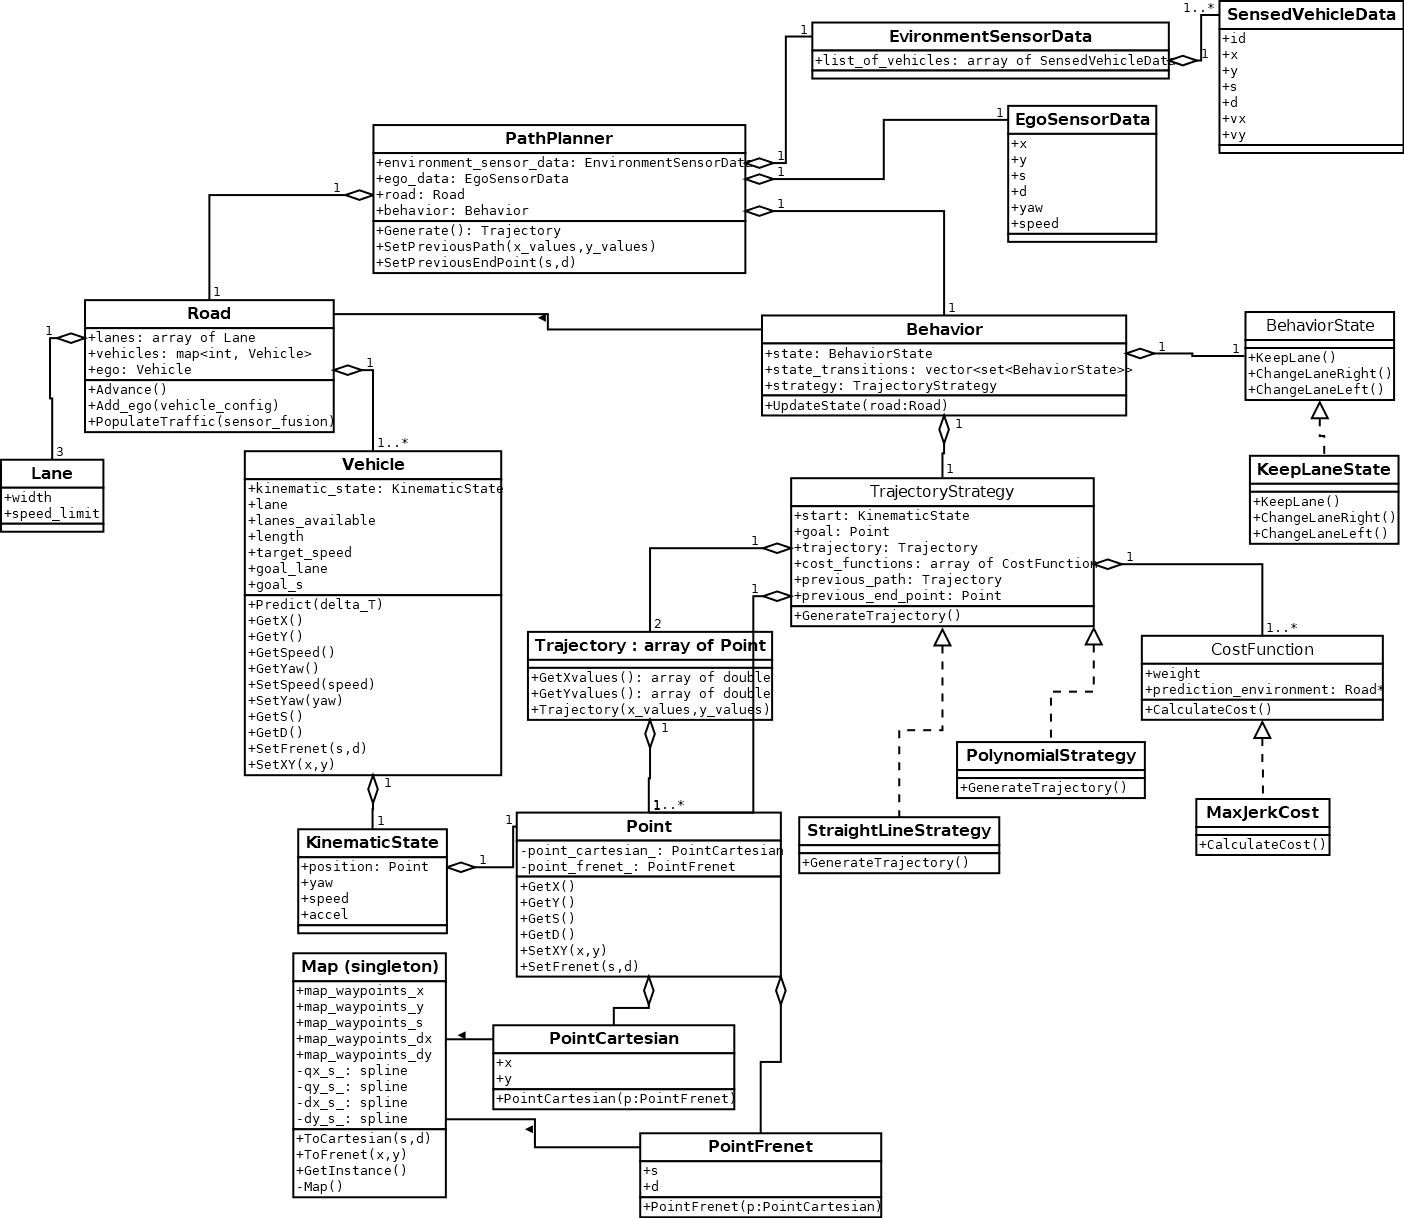 EvironmentSensorData
+list_of_vehicles: array of SensedVehicleData
1
1
1..*
SensedVehicleData
+id
+x
+y
+s
+d
+vx
+vy
EgoSensorData
+x
+y
+s
+d
+yaw
+speed
1
PathPlanner
+environment_sensor_data: EnvironmentSensorData
+ego_data: EgoSensorData
+road: Road
+behavior: Behavior
+Generate(): Trajectory
+SetPreviousPath(x_values,y_values)
+SetPreviousEndPoint(s,d)
1
1
1
1
1
1
Road
+lanes: array of Lane
+vehicles: map<int, Vehicle>
+ego: Vehicle
+Advance()
+Add_ego(vehicle_config)
+PopulateTraffic(sensor_fusion)
1
1
3
1..*
Lane
+width
+speed_limit
Behavior
+state: BehaviorState
+state_transitions: vector<set<BehaviorState>>
+strategy: TrajectoryStrategy
+UpdateState(road:Road)
1
1
1
1
BehaviorState
+KeepLane()
+ChangeLaneRight()
+ChangeLaneLeft()
KeepLaneState
+KeepLane()
+ChangeLaneRight()
+ChangeLaneLeft()
Vehicle
+kinematic_state: KinematicState
+lane
+lanes_available
+length
+target_speed
+goal_lane
+goal_s
+Predict(delta_T)
+GetX()
+GetY()
+GetSpeed()
+GetYaw()
+SetSpeed(speed)
+SetYaw(yaw)
+GetS()
+GetD()
+SetFrenet(s,d)
+SetXY(x,y)
1
1
TrajectoryStrategy
+start: KinematicState
+goal: Point
+trajectory: Trajectory
+cost_functions: array of CostFunction
+previous_path: Trajectory
+previous_end_point: Point
+GenerateTrajectory()
1
1
1
2
1..*
Trajectory : array of Point
+GetXvalues(): array of double
+GetYvalues(): array of double
+Trajectory(x_values,y_values)
1
1..*
1
CostFunction
+weight
+prediction_environment: Road*
+CalculateCost()
PolynomialStrategy
+GenerateTrajectory()
StraightLineStrategy
+GenerateTrajectory()
MaxJerkCost
+CalculateCost()
KinematicState
+position: Point
+yaw
+speed
+accel
1
1
Point
-point_cartesian_: PointCartesian
-point_frenet_: PointFrenet
+GetX()
+GetY()
+GetS()
+GetD()
+SetXY(x,y)
+SetFrenet(s,d)
Map (singleton)
+map_waypoints_x
+map_waypoints_y
+map_waypoints_s
+map_waypoints_dx
+map_waypoints_dy
-qx_s_: spline
-qy_s_: spline
-dx_s_: spline
-dy_s_: spline
+ToCartesian(s,d)
+ToFrenet(x,y)
+GetInstance()
-Map()
PointCartesian
+x
+y
+PointCartesian(p:PointFrenet)
PointFrenet
+s
+d
+PointFrenet(p:PointCartesian)